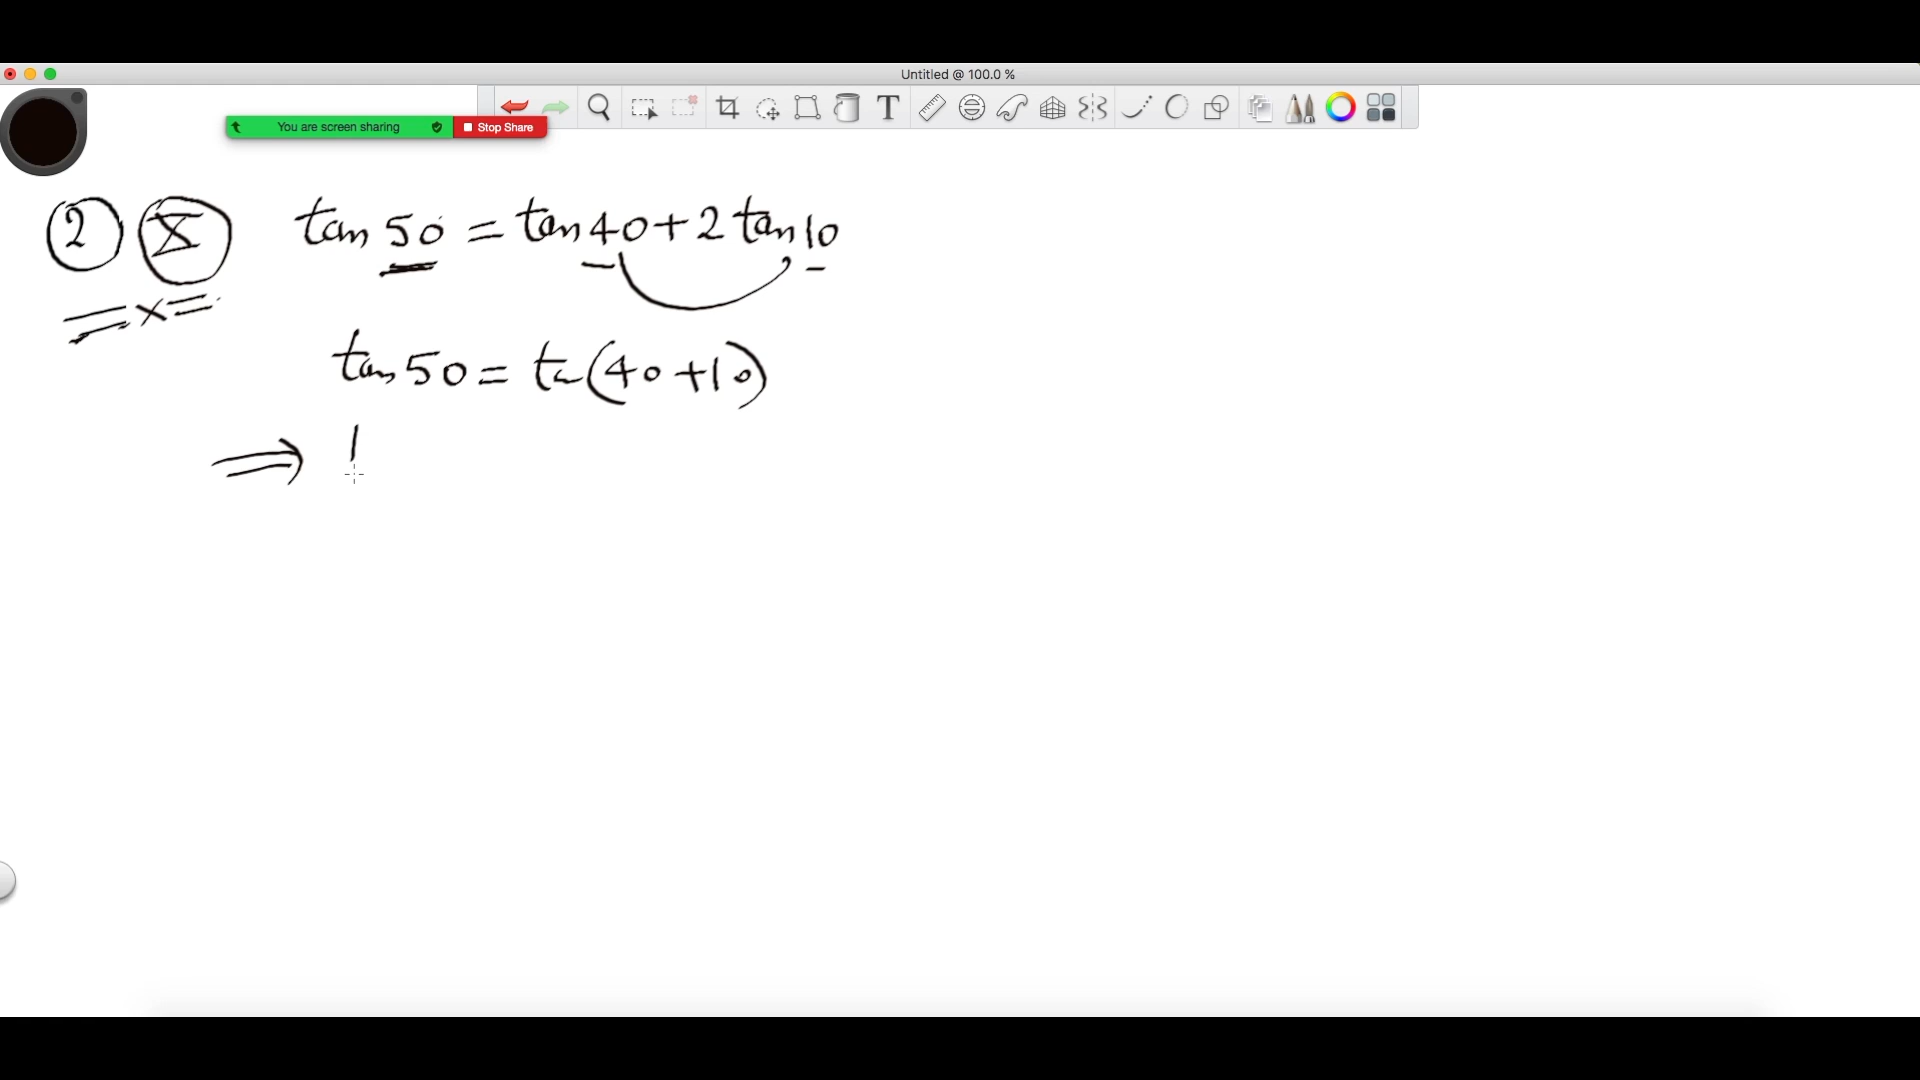 Untitled @ 100.0 %
T
You are screen sharing
Stop Share
2 X tan 50 = tan 40 + 2 tan 10
= x =
tan 50 = ta (40 + 10)
⇒